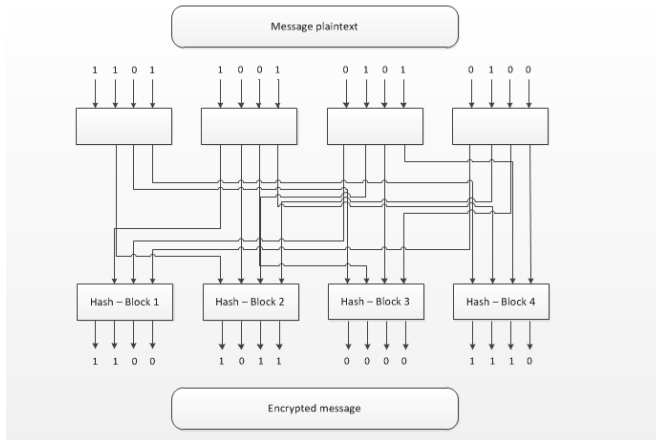 Message plaintext
1 1 0 1 1 0 0 1 0 1 0 1 0 1 0 0
Hash – Block 1 Hash – Block 2 Hash – Block 3 Hash – Block 4
1 1 0 0 1 0 1 1 0 0 0 0 1 1 1 0
Encrypted message